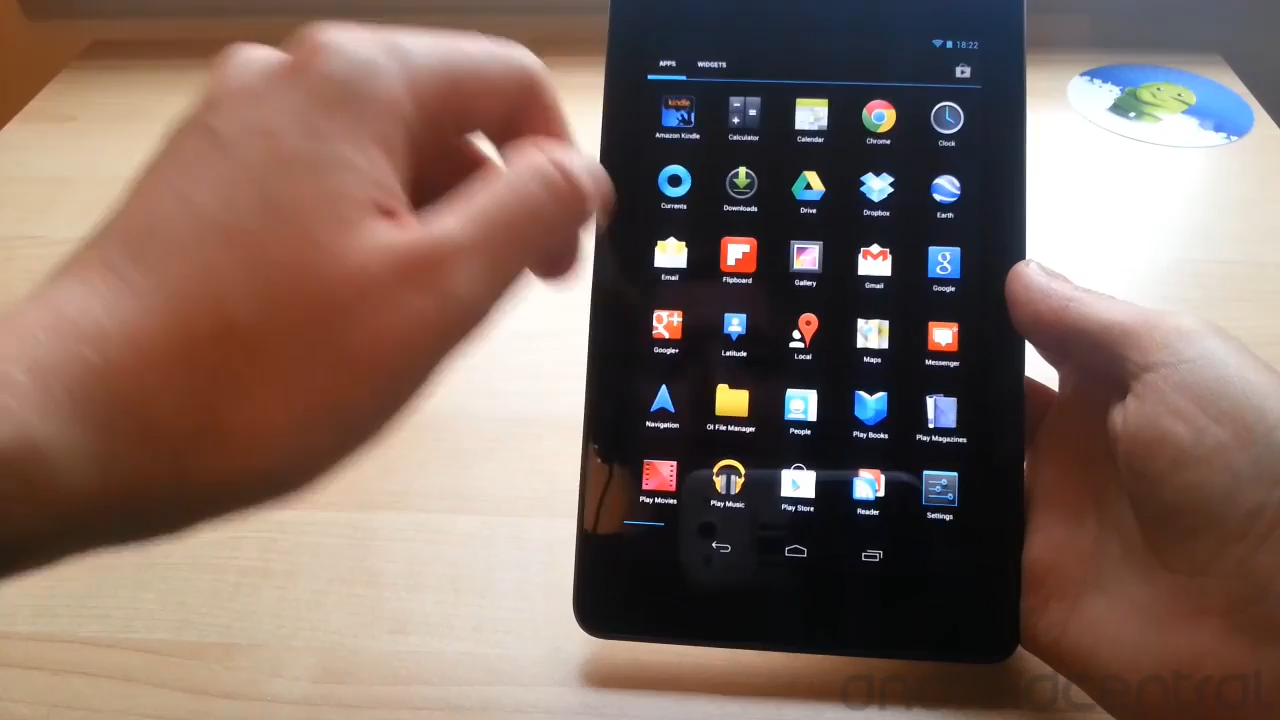 18:22
APPS WIDGETS
kindle
Amazon Kindle Calculator Calendar Chrome Clock
Currents Downloads Drive Dropbox Earth
Email Flipboard Gallery Gmail Google
Google+ Latitude Local Maps Messenger
Navigation OI File Manager People Play Books Play Magazines
Play Movies Play Music Play Store Reader Settings
androidcentral